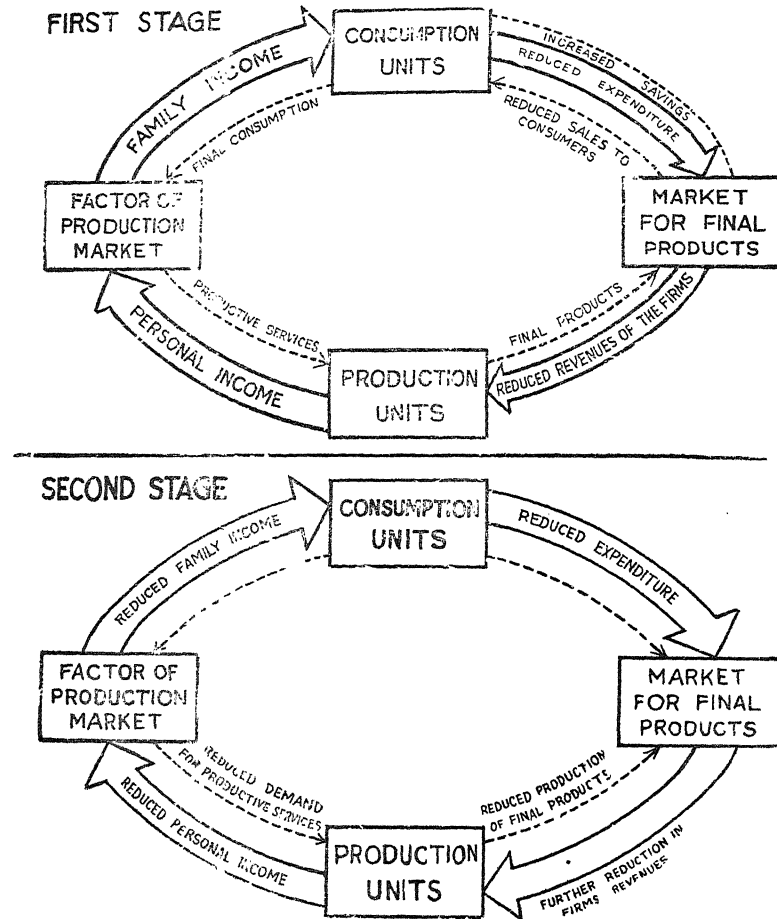 FIRST STAGE
CONSUMPTION
UNITS
FAMILY INCOME
INCREASED SAVINGS
REDUCED EXPENDITURE
FINAL CONSUMPTION
REDUCED SALES TO
CONSUMERS
FACTOR OF
PRODUCTION
MARKET
MARKET
FOR FINAL
PRODUCTS
PRODUCTIVE SERVICES
FINAL PRODUCTS
PERSONAL INCOME
PRODUCTION
UNITS
REDUCED REVENUES OF THE FIRMS
SECOND STAGE
CONSUMPTION
UNITS
REDUCED FAMILY INCOME
REDUCED EXPENDITURE
FACTOR OF
PRODUCTION
MARKET
MARKET
FOR FINAL
PRODUCTS
REDUCED DEMAND
FOR PRODUCTIVE SERVICES
REDUCED PRODUCTION
OF FINAL PRODUCTS
REDUCED PERSONAL INCOME
PRODUCTION
UNITS
FURTHER REDUCTION IN
FIRMS REVENUES